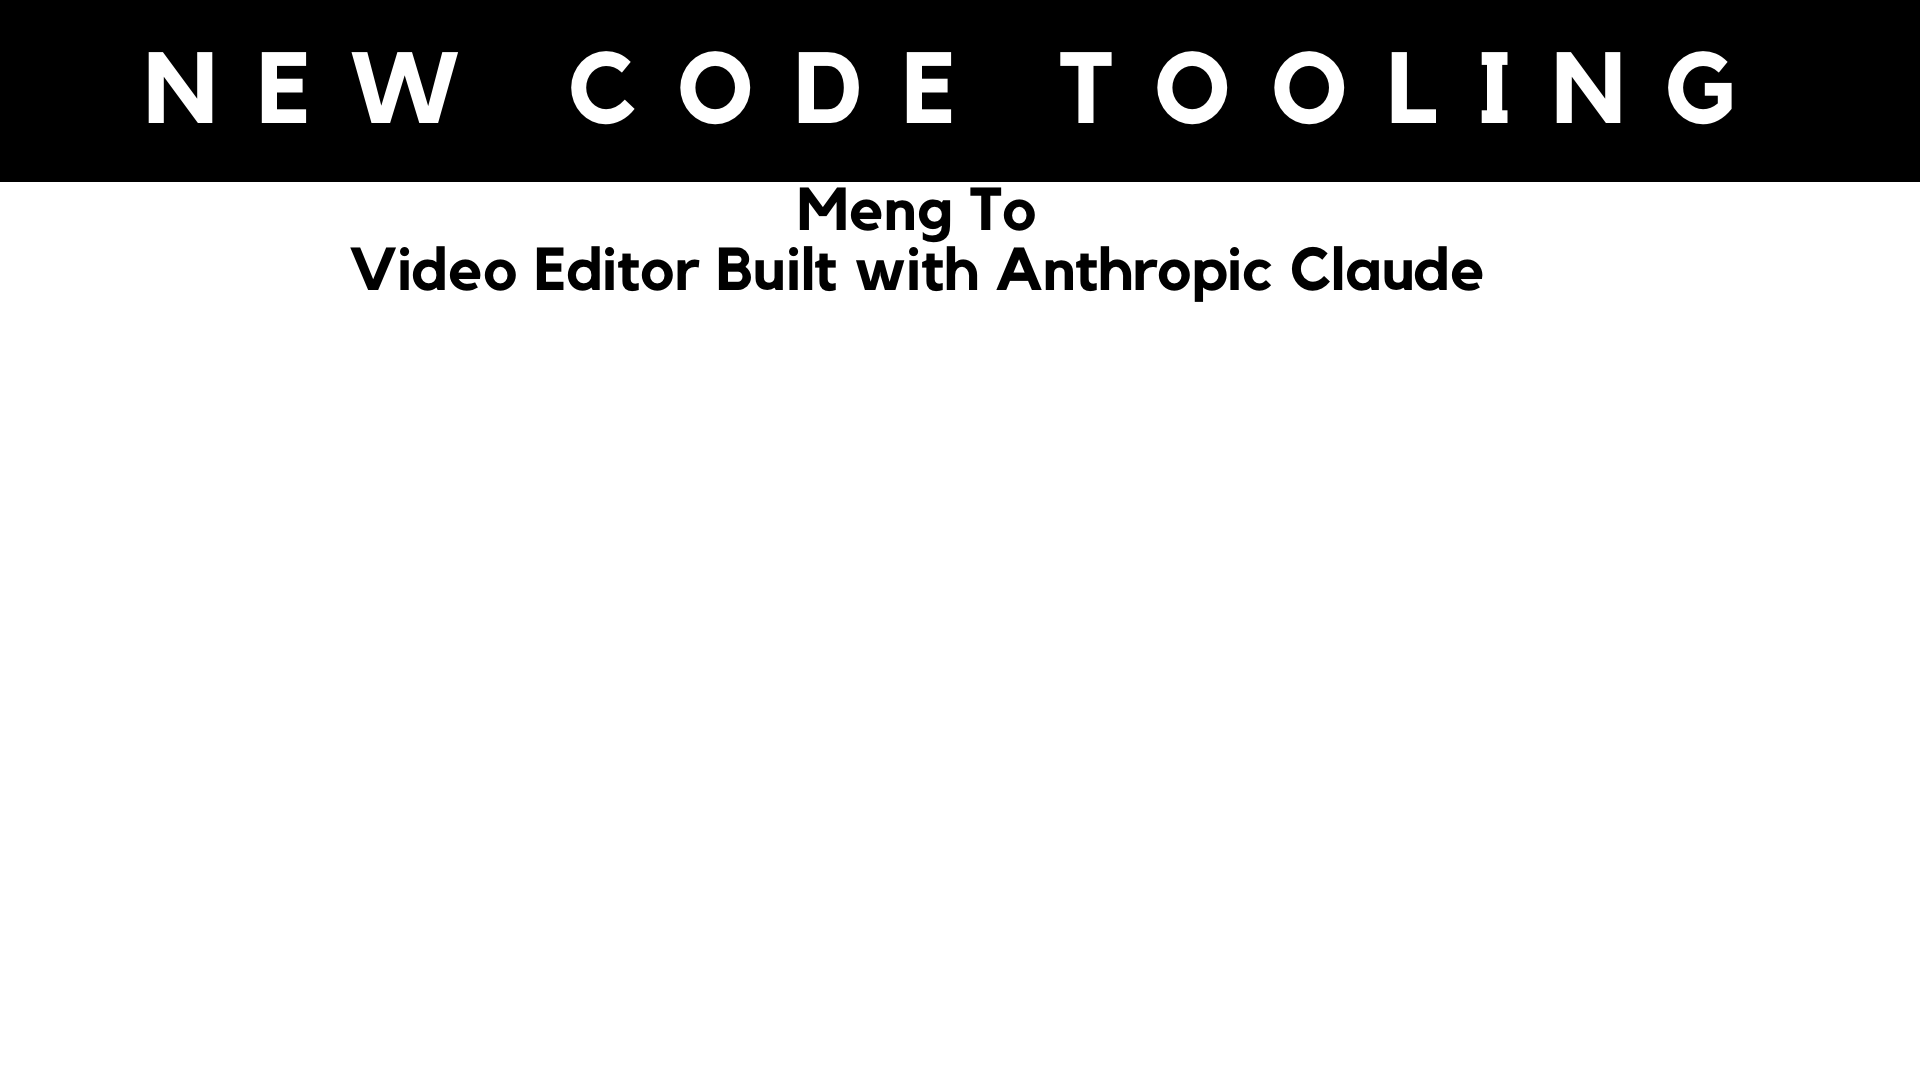 NEW CODE TOOLING
Meng To
Video Editor Built with Anthropic Claude